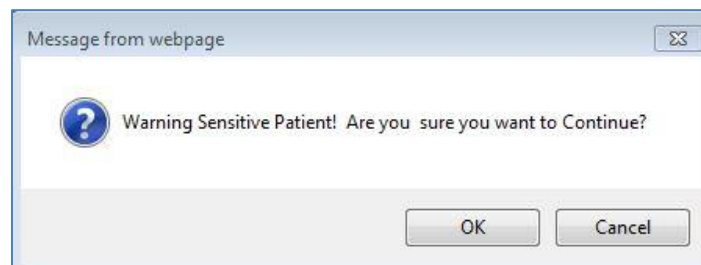 Message from webpage
Warning Sensitive Patient!  Are you  sure you want to Continue?
OK
Cancel